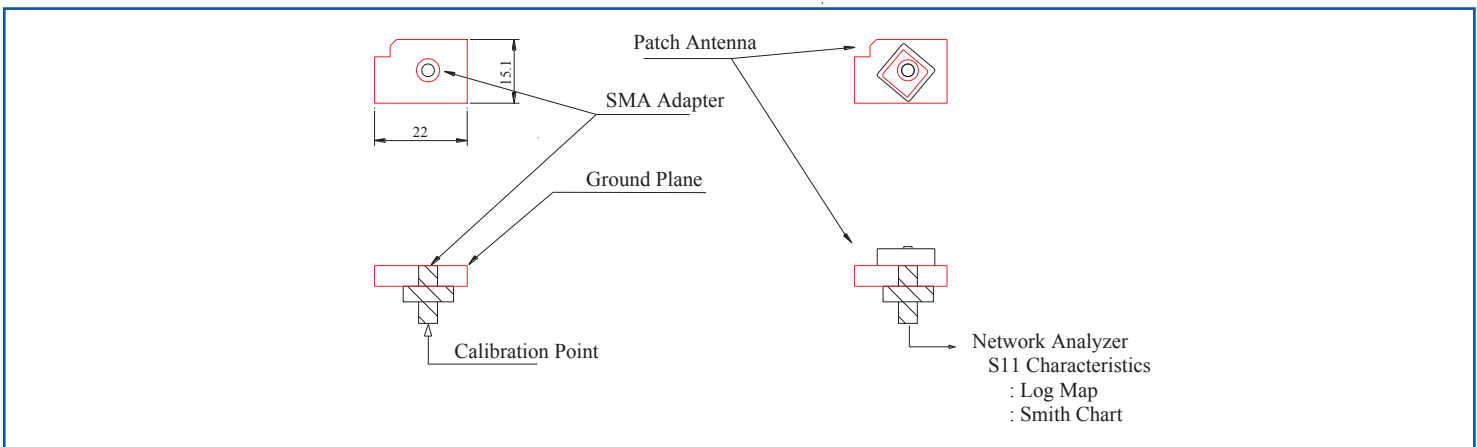 Patch Antenna
15.1
SMA Adapter
22
Ground Plane
Calibration Point
Network Analyzer
S11 Characteristics
: Log Map
: Smith Chart